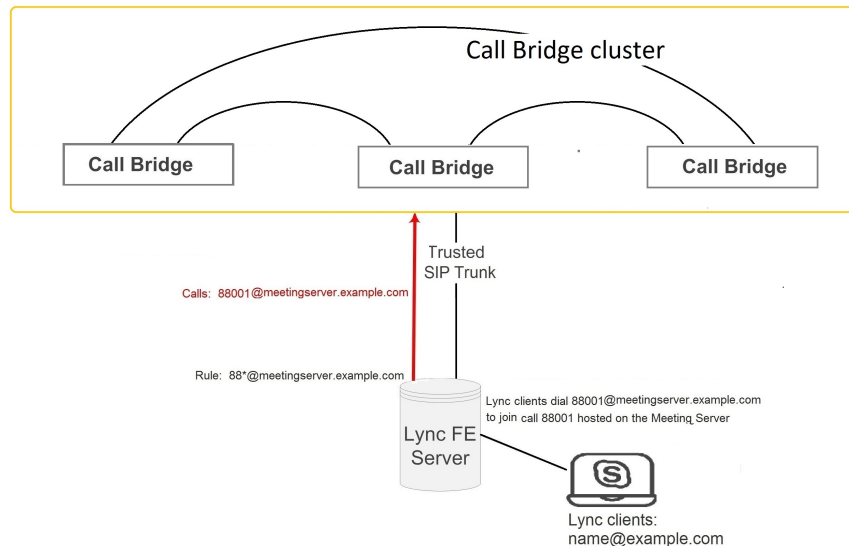 Call Bridge cluster
Call Bridge
Call Bridge
Call Bridge
Trusted
SIP Trunk
Calls: 88001@meetingserver.example.com
Rule: 88*@meetingserver.example.com
Lync clients dial 88001@meetingserver.example.com
to join call 88001 hosted on the Meeting Server
Lync FE
Server
S
Lync clients:
name@example.com